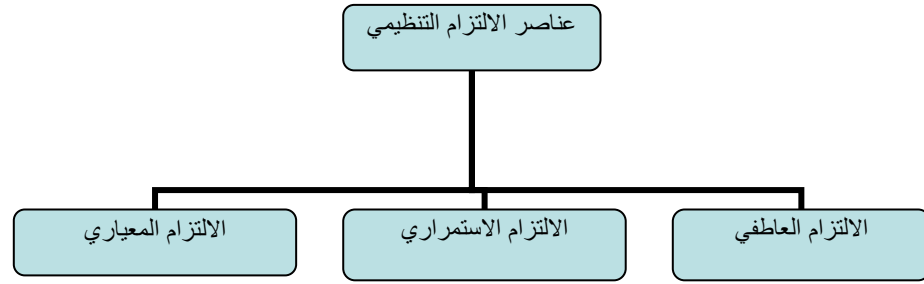 عناصر الالتزام التنظيمي
الالتزام العاطفي
الالتزام الاستمراري
الالتزام المعياري